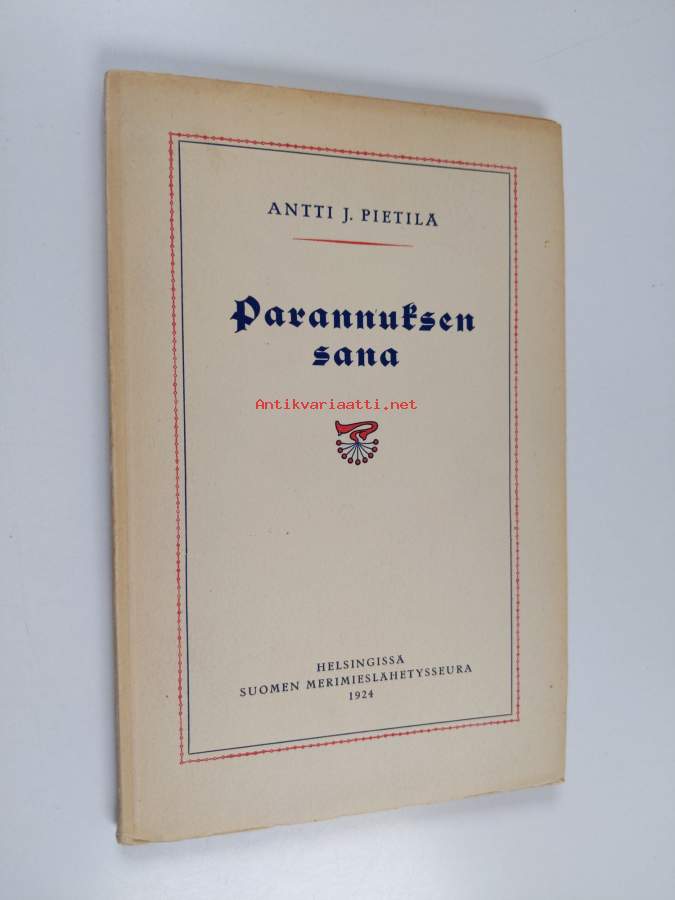 ANTTI J. PIETILÄ
Parannuksen
sana
Antikvariaatti.net
HELSINGISSÄ
SUOMEN MERIMIESLÄHETYSSEURA
1924